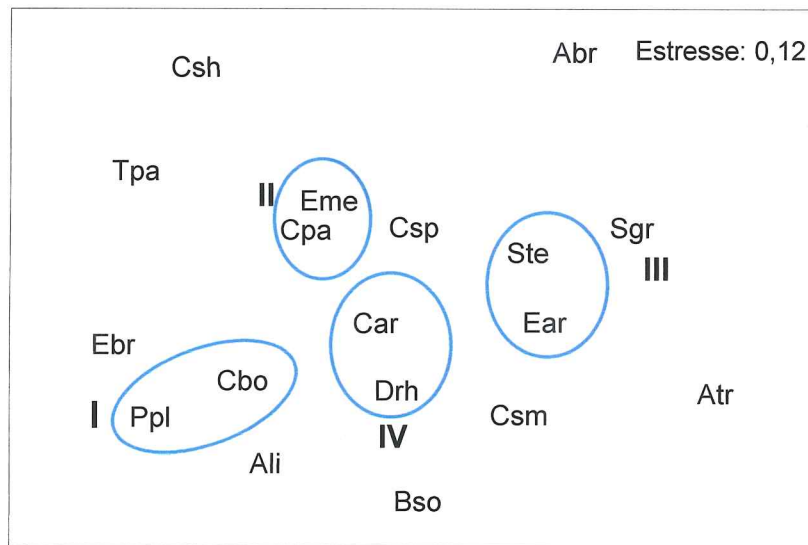 Abr Estresse: 0,12
Csh
Tpa
II Eme
Cpa Csp Sgr
Ste
III
Car Ear
Ebr
Cbo Drh Atr
I Ppl Csm
IV
Ali
Bso